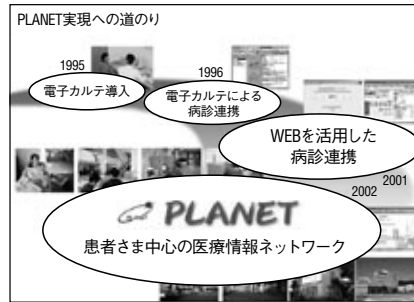 PLANET実現への道のり
1995
電子カルテ導入
1996
電子カルテによる
病診連携
WEBを活用した
病診連携
2001
2002
PLANET
患者さま中心の医療情報ネットワーク